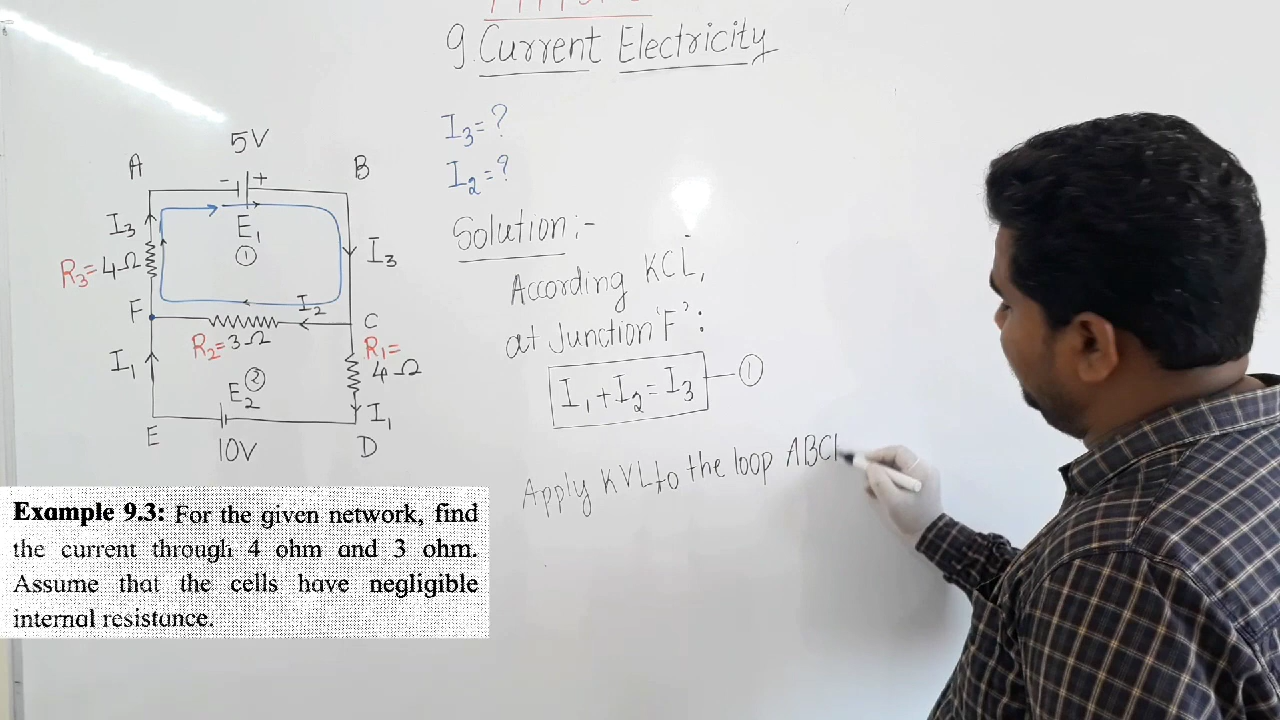 9. Current Electricity
I3=?
I2=?
Solution:-
According KCL,
at Junction 'F':
I1+I2=I3 — ①
Apply KVL to the loop ABC
5V
A
B
- +
E1
①
I3
I3
R3=4Ω
F
I2
C
R2=3Ω
R1=
4Ω
I1
E2
②
I1
E
10V
D
Example 9.3: For the given network, find
the current through 4 ohm and 3 ohm.
Assume that the cells have negligible
internal resistance.